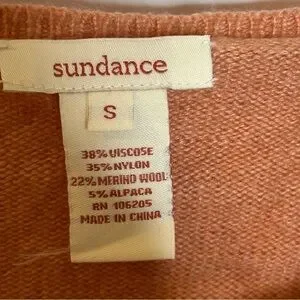 sundance
S
38% VISCOSE
35% NYLON
22% MERINO WOOL
5% ALPACA
RN 106205
MADE IN CHINA